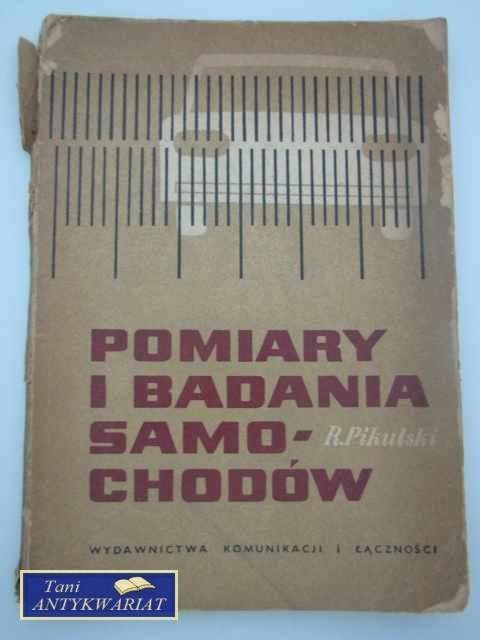 POMIARY
I BADANIA
SAMO-
R. Pikulski
CHODÓW
WYDAWNICTWA KOMUNIKACJI I ŁĄCZNOŚCI
Tani
ANTYKWARIAT